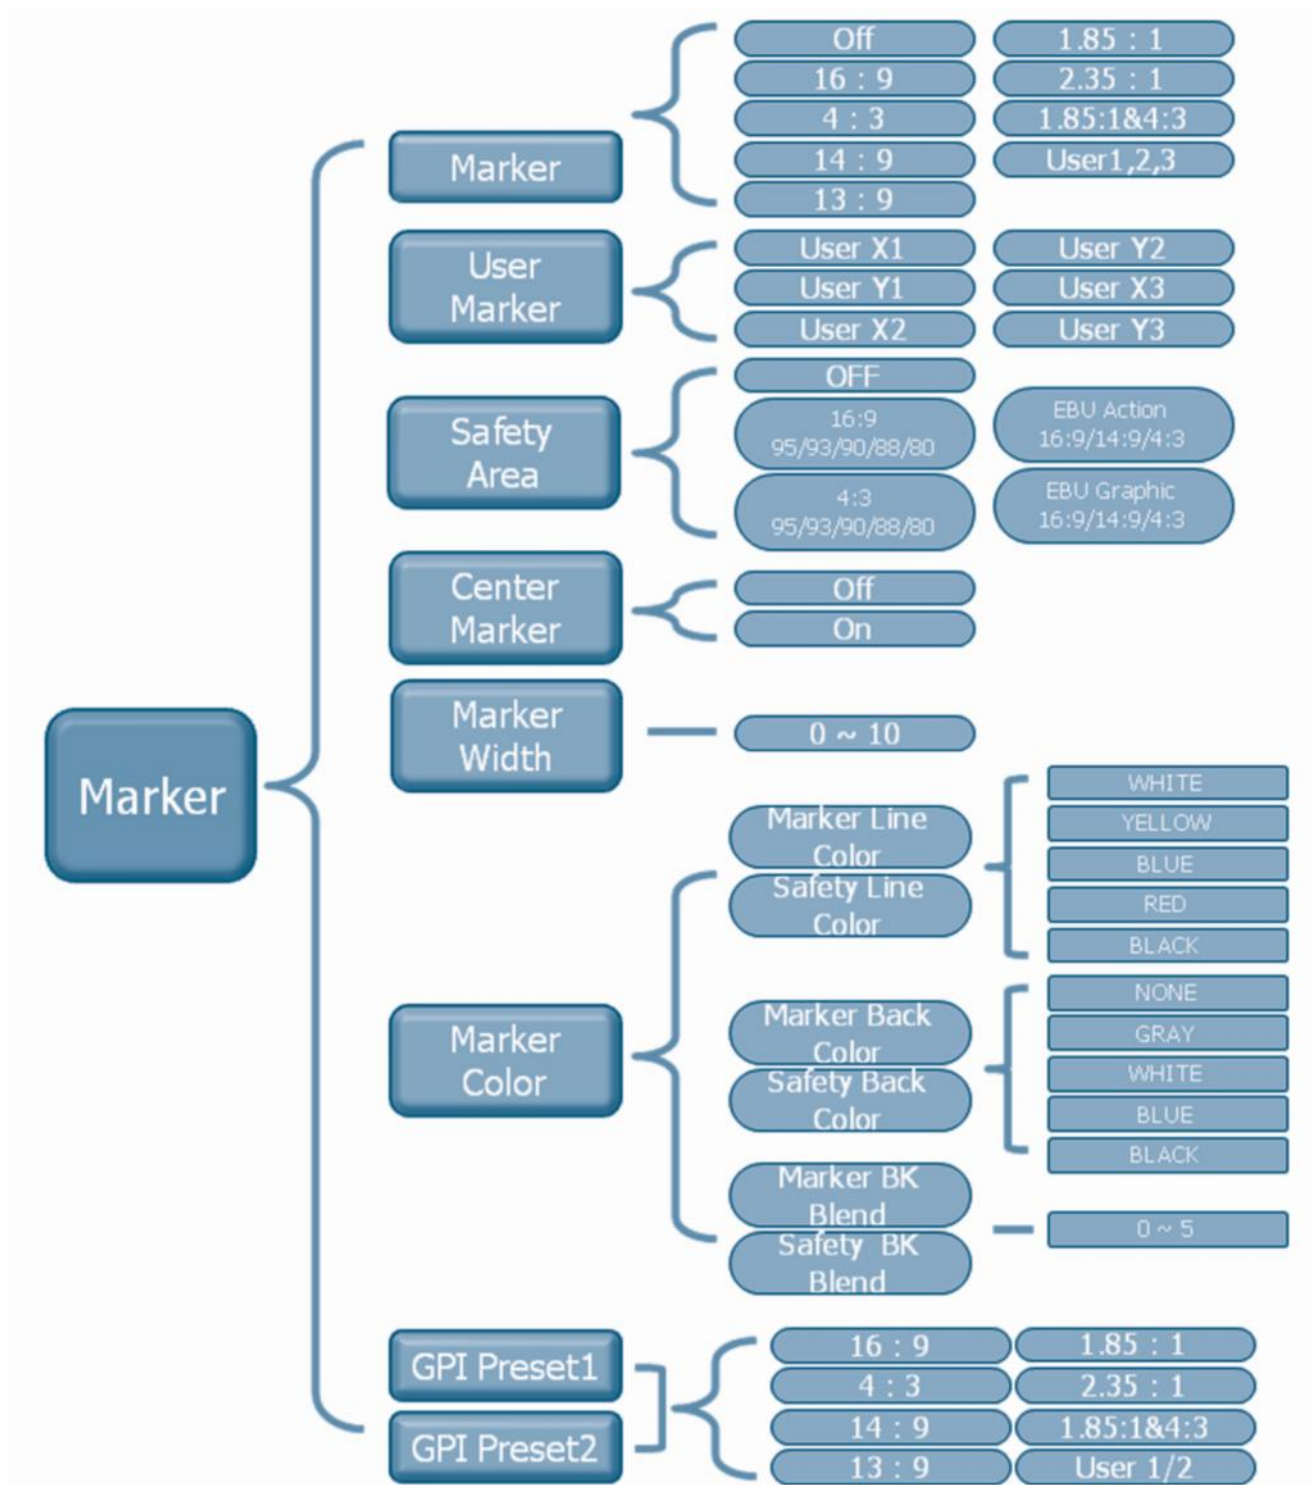 Marker
Marker
Off
16 : 9
4 : 3
14 : 9
13 : 9
1.85 : 1
2.35 : 1
1.85:1&4:3
User1,2,3
User
Marker
User X1
User Y1
User X2
User Y2
User X3
User Y3
Safety
Area
OFF
16:9
95/93/90/88/80
4:3
95/93/90/88/80
EBU Action
16:9/14:9/4:3
EBU Graphic
16:9/14:9/4:3
Center
Marker
Off
On
Marker
Width
0 ~ 10
Marker
Color
Marker Line
Color
Safety Line
Color
WHITE
YELLOW
BLUE
RED
BLACK
Marker Back
Color
Safety Back
Color
NONE
GRAY
WHITE
BLUE
BLACK
Marker BK
Blend
Safety BK
Blend
0 ~ 5
GPI Preset1
GPI Preset2
16 : 9
4 : 3
14 : 9
13 : 9
1.85 : 1
2.35 : 1
1.85:1&4:3
User 1/2